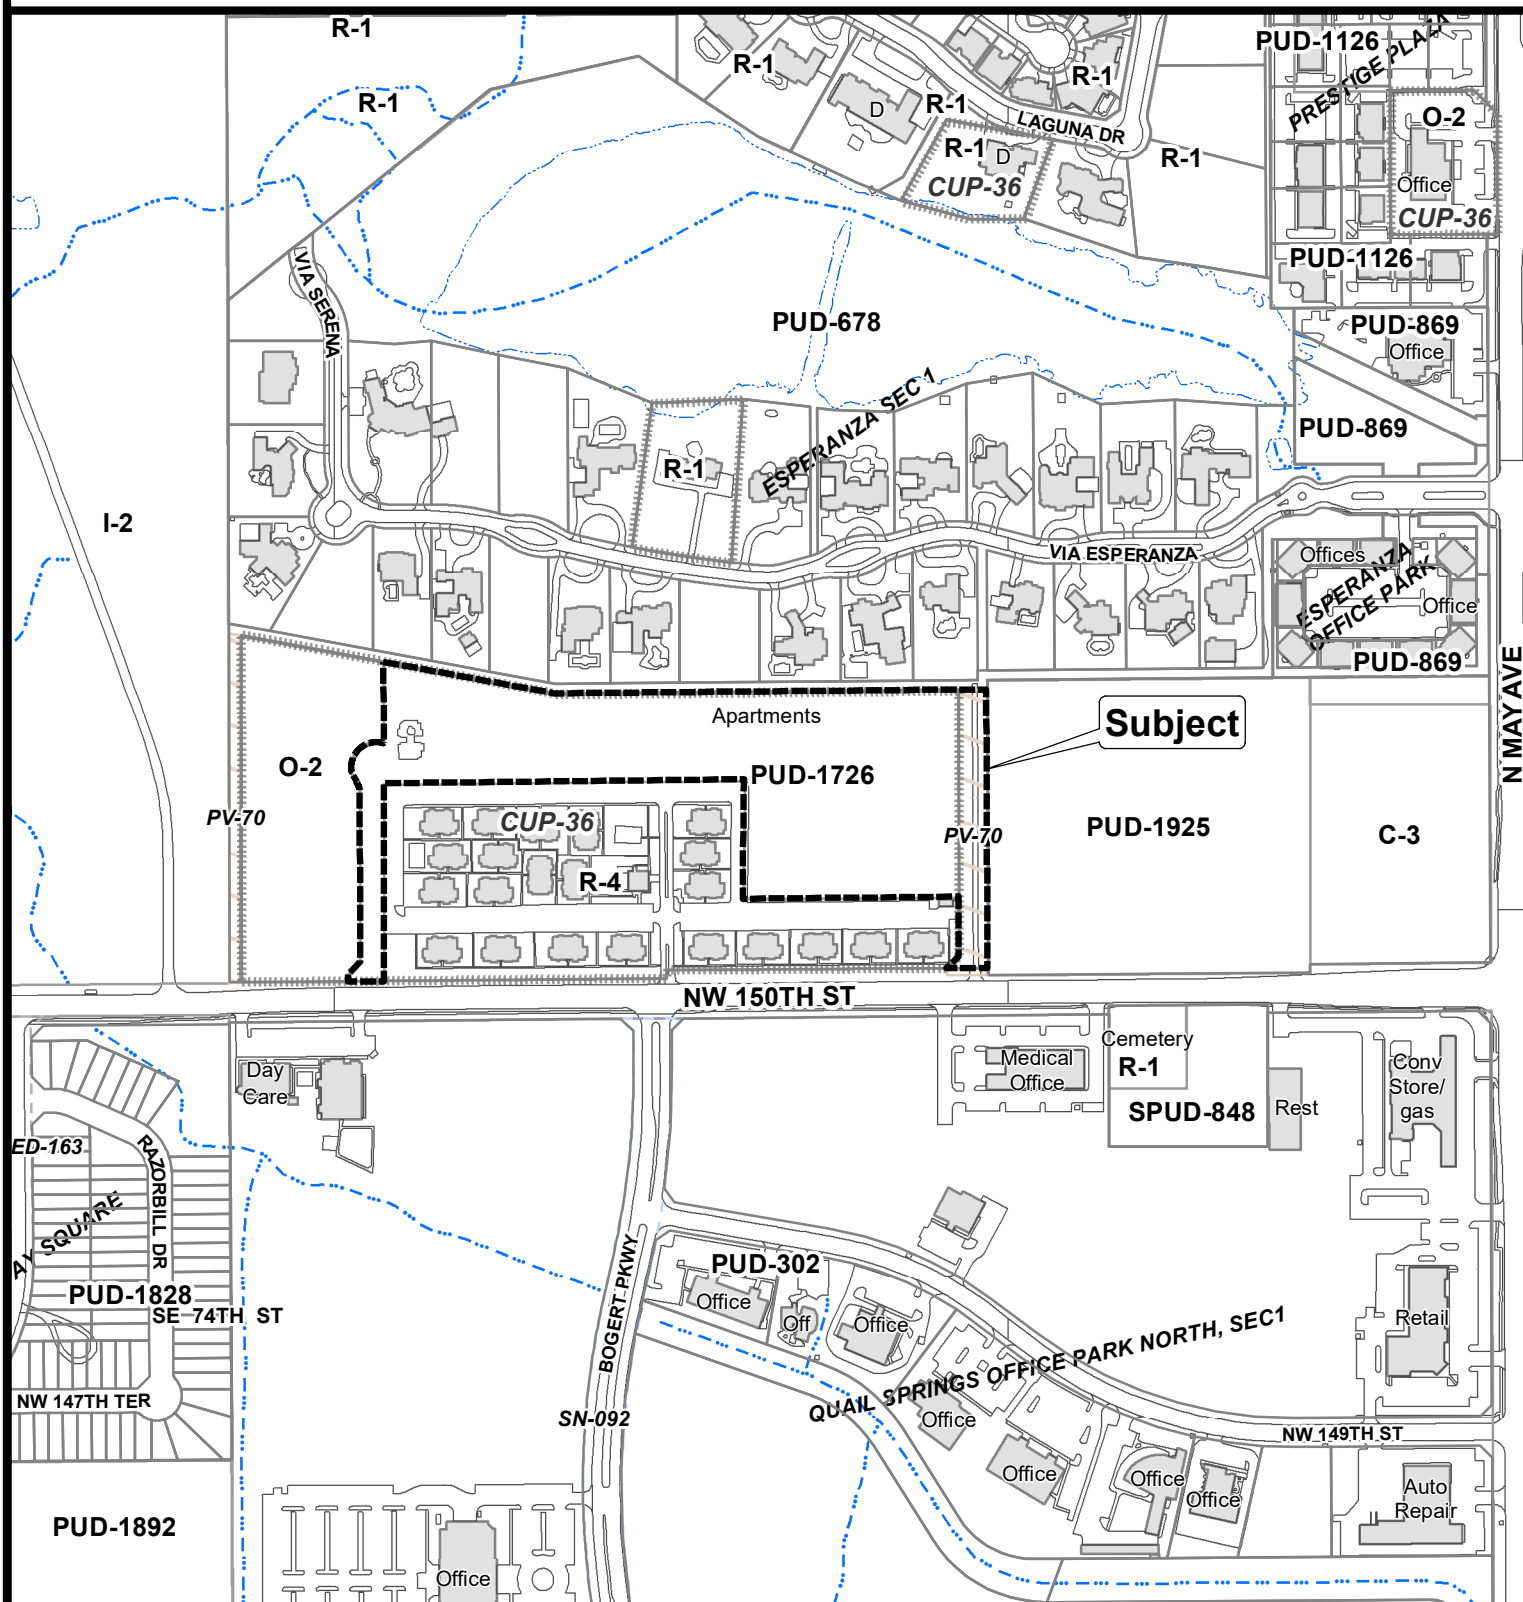 R-1
R-1
R-1
R-1
D
R-1
LAGUNA DR
R-1
D
CUP-36
R-1
PUD-1126
PRESTIGE PLAZA
O-2
Office
CUP-36
PUD-1126
VIA SERENA
PUD-678
PUD-869
Office
ESPERANZA SEC 1
PUD-869
R-1
I-2
VIA ESPERANZA
Offices
ESPERANZA
OFFICE PARK
Office
PUD-869
N MAY AVE
Apartments
Subject
O-2
PUD-1726
PV-70
CUP-36
PV-70
PUD-1925
C-3
R-4
NW 150TH ST
Day
Care
Medical
Office
Cemetery
R-1
SPUD-848
Rest
Conv
Store/
gas
ED-163
RAZORBILL DR
AY SQUARE
PUD-1828
SE 74TH ST
BOGERT PKWY
PUD-302
Office
Off
Office
Retail
QUAIL SPRINGS OFFICE PARK NORTH, SEC1
NW 147TH TER
SN-092
Office
NW 149TH ST
Office
Office
Office
Auto
Repair
PUD-1892
Office